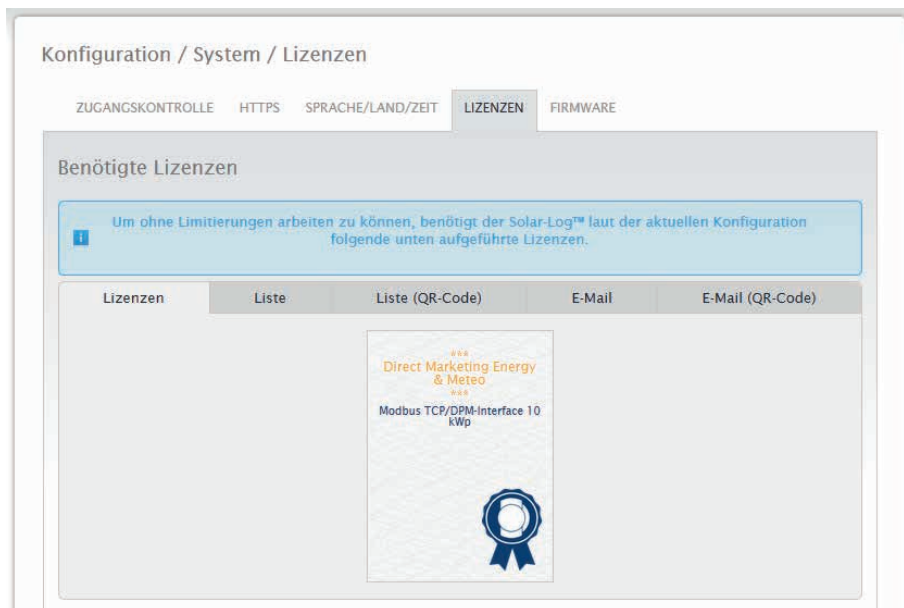 Konfiguration / System / Lizenzen
ZUGANGSKONTROLLE HTTPS SPRACHE/LAND/ZEIT LIZENZEN FIRMWARE
Benötigte Lizenzen
i Um ohne Limitierungen arbeiten zu können, benötigt der Solar-Log™ laut der aktuellen Konfiguration
folgende unten aufgeführte Lizenzen.
Lizenzen Liste Liste (QR-Code) E-Mail E-Mail (QR-Code)
***
Direct Marketing Energy
& Meteo
***
Modbus TCP/DPM-Interface 10
kWp